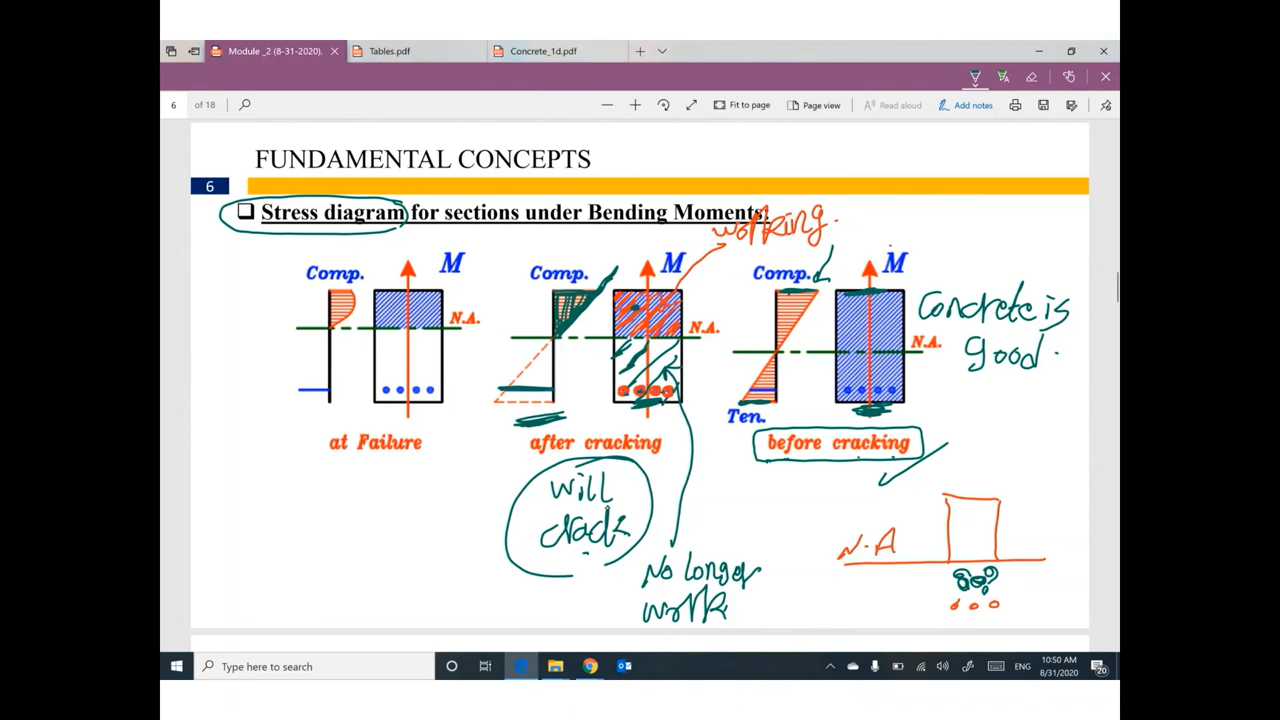 Module _2 (8-31-2020).
Tables.pdf
Concrete_1d.pdf
6 of 18
Fit to page
Page view
Read aloud
Add notes
FUNDAMENTAL CONCEPTS
6
Stress diagram for sections under Bending Moments:
working.
Comp.
M
Comp.
M
Comp.
M
Concrete is
good.
N.A.
N.A.
N.A.
Ten.
at Failure
after cracking
before cracking
will
crack
N.A
No longer
work
Type here to search
ENG
10:50 AM
8/31/2020
20